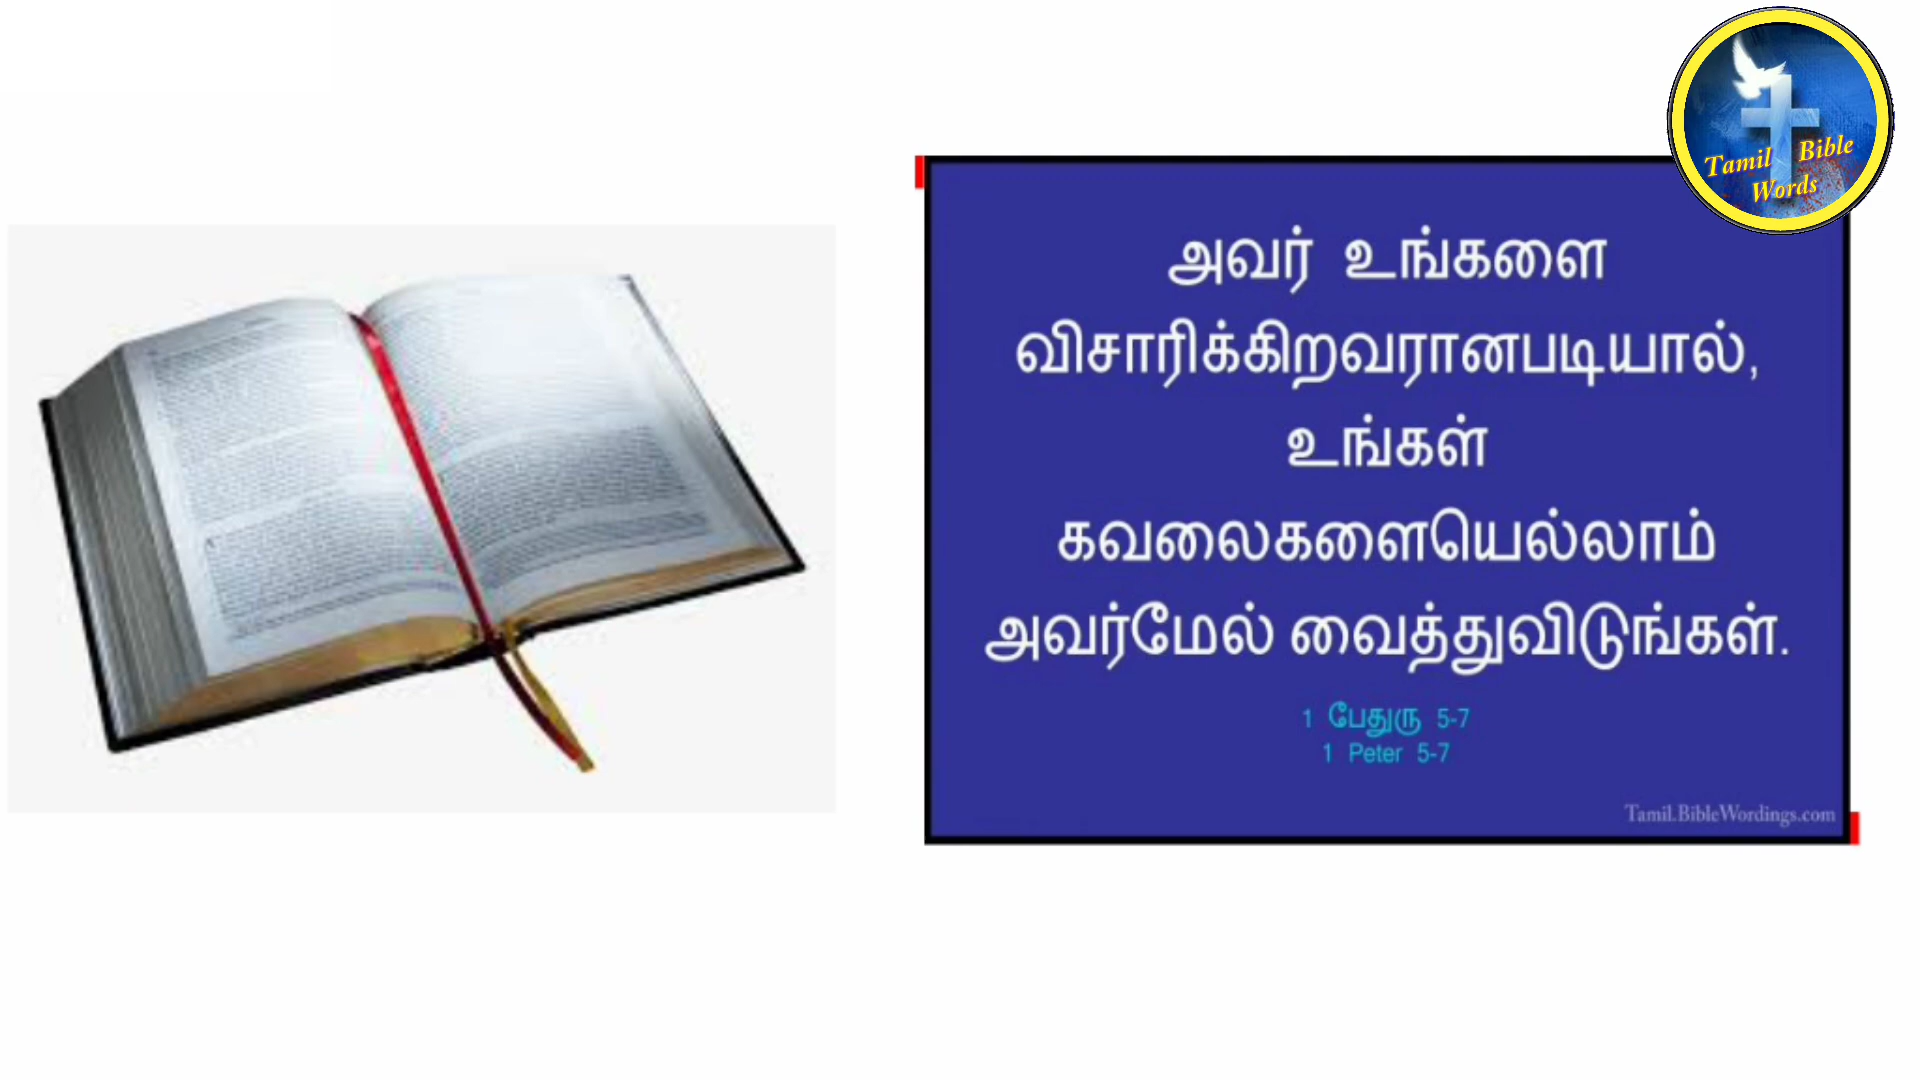 Tamil Bible
Words
அவர் உங்களை
விசாரிக்கிறவரானபடியால்,
உங்கள்
கவலைகளையெல்லாம்
அவர்மேல் வைத்துவிடுங்கள்.
1 பேதுரு 5-7
1 Peter 5-7
Tamil.BibleWordings.com